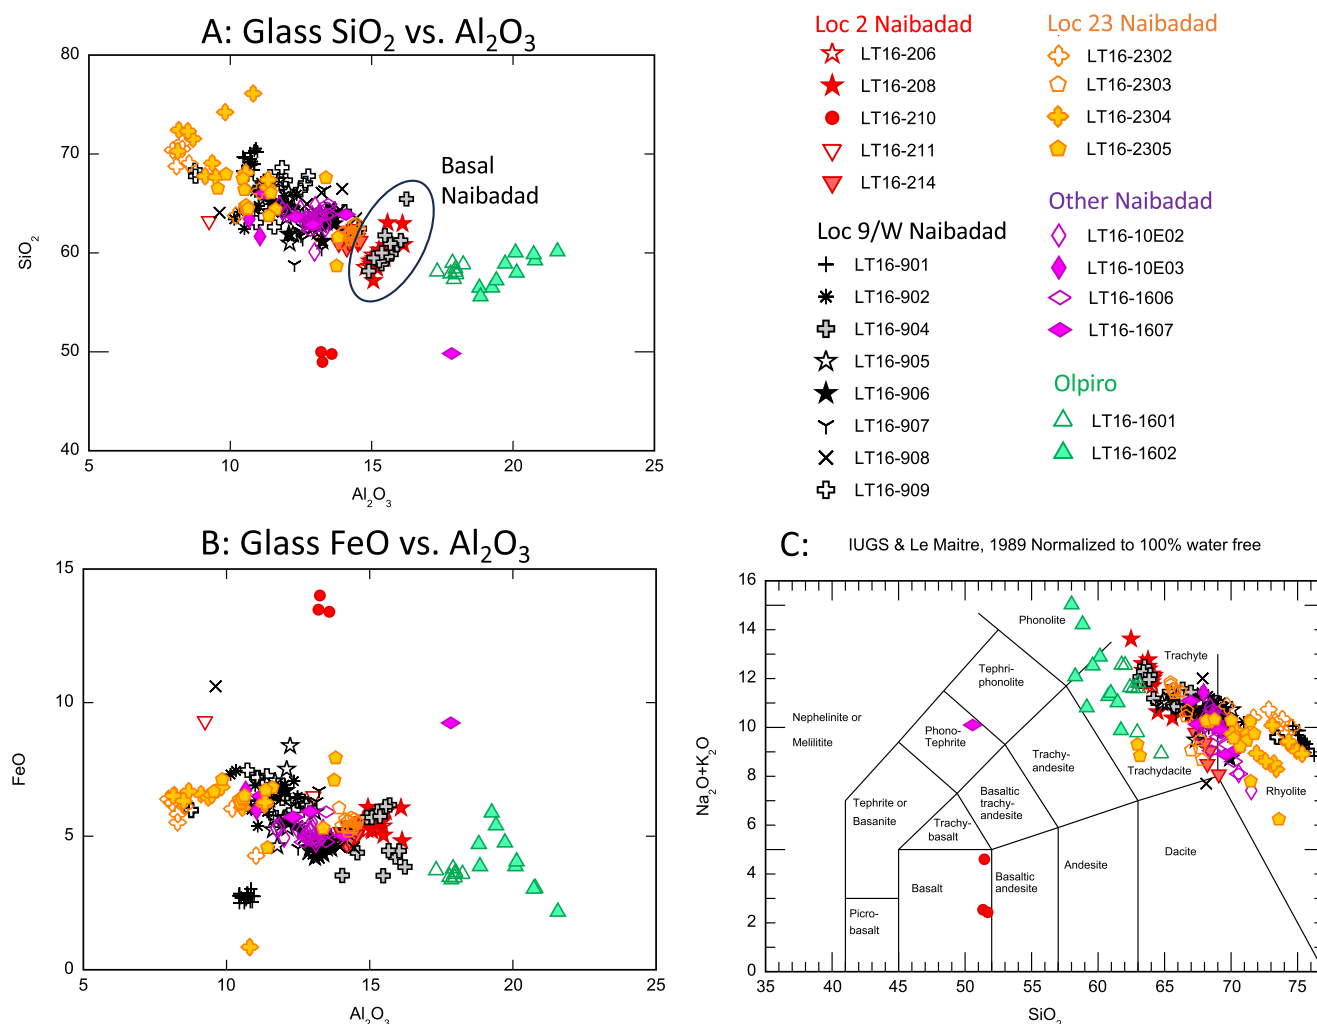 A: Glass SiO2 vs. Al2O3
80
70
60
50
40
SiO2
5
10
15
20
25
Al2O3
Basal
Naibadad
Loc 2 Naibadad
LT16-206
LT16-208
LT16-210
LT16-211
LT16-214
Loc 9/W Naibadad
LT16-901
LT16-902
LT16-904
LT16-905
LT16-906
LT16-907
LT16-908
LT16-909
Loc 23 Naibadad
LT16-2302
LT16-2303
LT16-2304
LT16-2305
Other Naibadad
LT16-10E02
LT16-10E03
LT16-1606
LT16-1607
Olpiro
LT16-1601
LT16-1602
B: Glass FeO vs. Al2O3
15
10
5
0
FeO
5
10
15
20
25
Al2O3
C: IUGS & Le Maitre, 1989 Normalized to 100% water free
16
14
12
10
8
6
4
2
0
Na2O+K2O
Phonolite
Trachyte
Tephri-
phonolite
Nephelinite or
Melilitite
Phono-
Tephrite
Trachy-
andesite
Trachydacite
Rhyolite
Tephrite or
Basanite
Basaltic
trachy-
andesite
Trachy-
basalt
Andesite
Dacite
Basalt
Basaltic
andesite
Picro-
basalt
35
40
45
50
55
60
65
70
75
SiO2